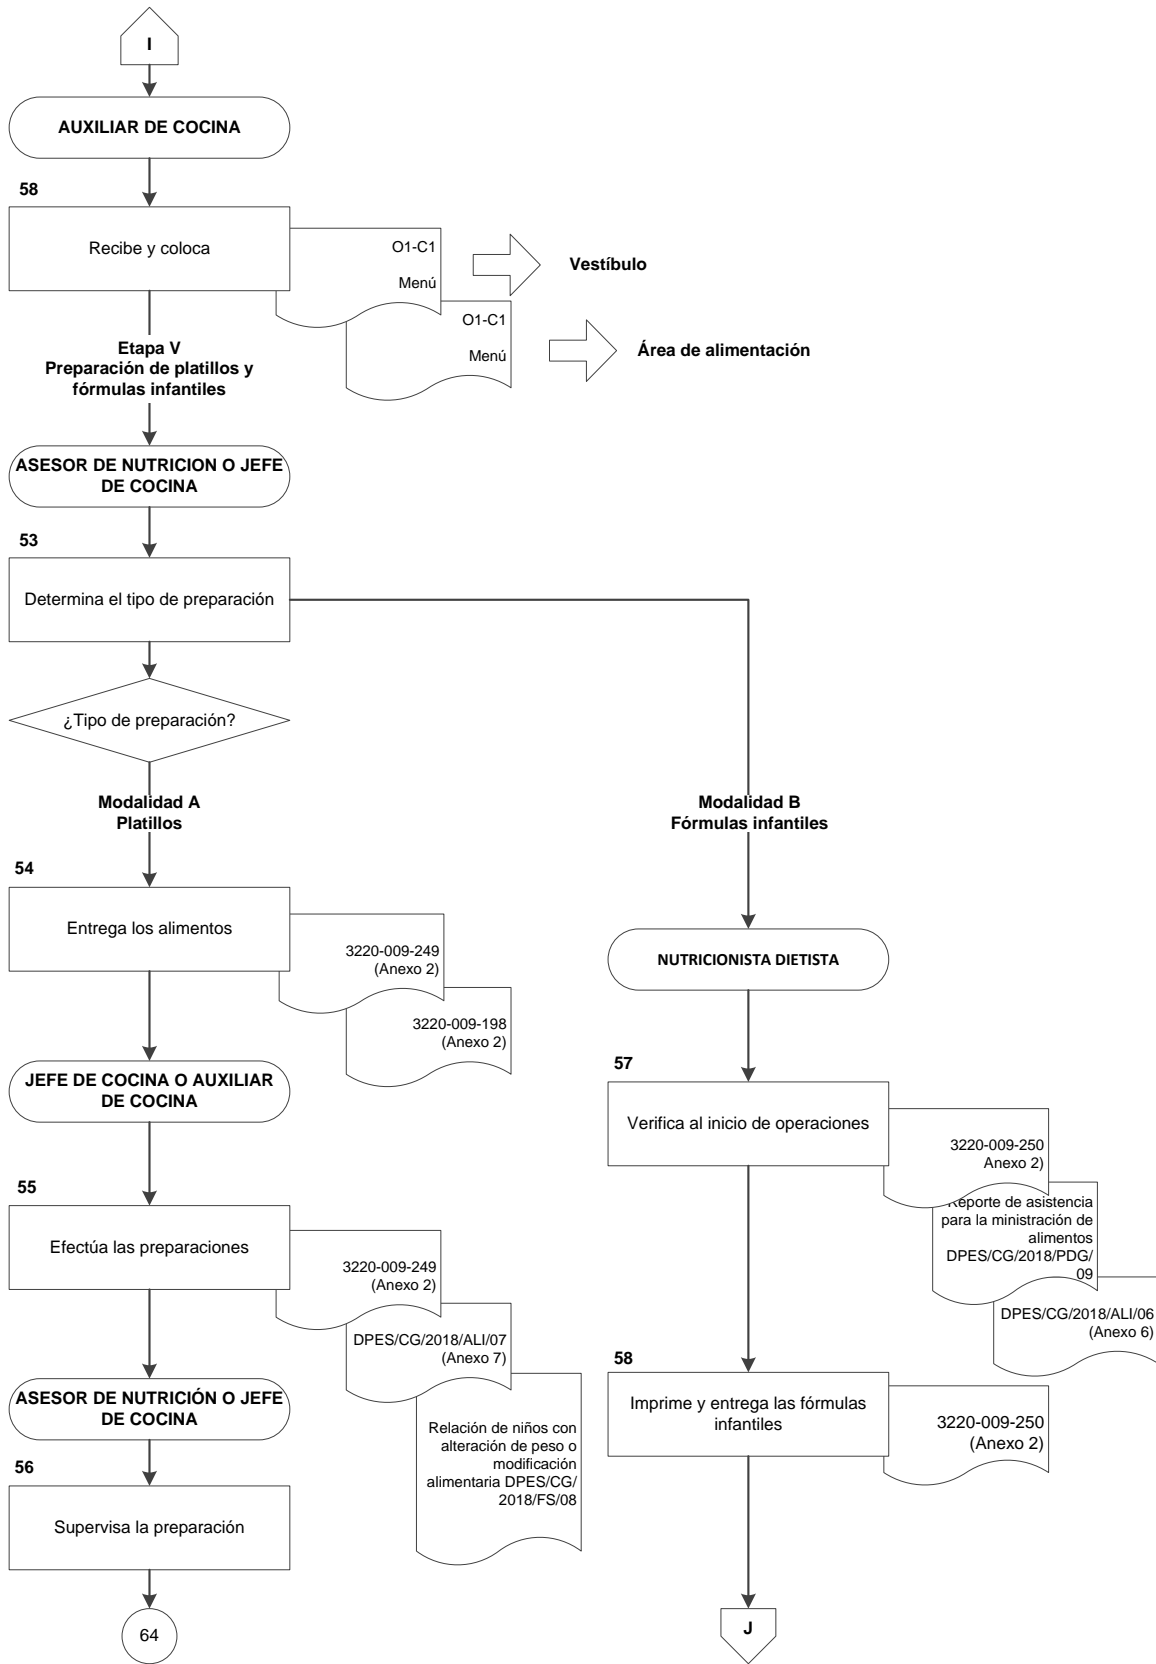 I
AUXILIAR DE COCINA
58
Recibe y coloca
O1-C1
Menú
Vestíbulo
O1-C1
Menú
Área de alimentación
Etapa V
Preparación de platillos y
fórmulas infantiles
ASESOR DE NUTRICION O JEFE
DE COCINA
53
Determina el tipo de preparación
¿Tipo de preparación?
Modalidad A
Platillos
54
Entrega los alimentos
3220-009-249
(Anexo 2)
3220-009-198
(Anexo 2)
JEFE DE COCINA O AUXILIAR
DE COCINA
55
Efectúa las preparaciones
3220-009-249
(Anexo 2)
DPES/CG/2018/ALI/07
(Anexo 7)
Relación de niños con
alteración de peso o
modificación
alimentaria DPES/CG/
2018/FS/08
ASESOR DE NUTRICIÓN O JEFE
DE COCINA
56
Supervisa la preparación
64
Modalidad B
Fórmulas infantiles
NUTRICIONISTA DIETISTA
57
Verifica al inicio de operaciones
3220-009-250
Anexo 2)
Reporte de asistencia
para la ministración de
alimentos
DPES/CG/2018/PDG/
09
DPES/CG/2018/ALI/06
(Anexo 6)
58
Imprime y entrega las fórmulas
infantiles
3220-009-250
(Anexo 2)
J